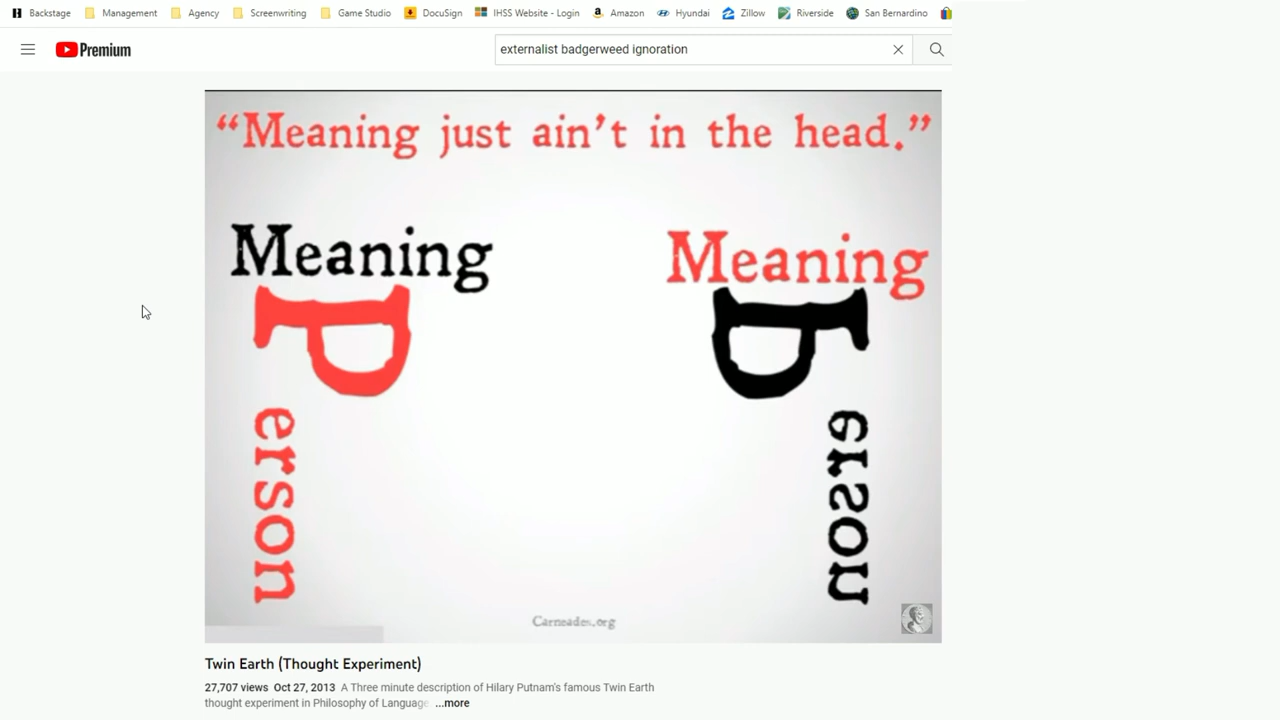 Backstage Management Agency Screenwriting Game Studio DocuSign IHSS Website - Login Amazon Hyundai Zillow Riverside San Bernardino
Premium
externalist badgerweed ignoration
“Meaning just ain’t in the head.”
Meaning
Person
Meaning
Person
Carneades.org
Twin Earth (Thought Experiment)
27,707 views Oct 27, 2013 A Three minute description of Hilary Putnam's famous Twin Earth
thought experiment in Philosophy of Language ...more